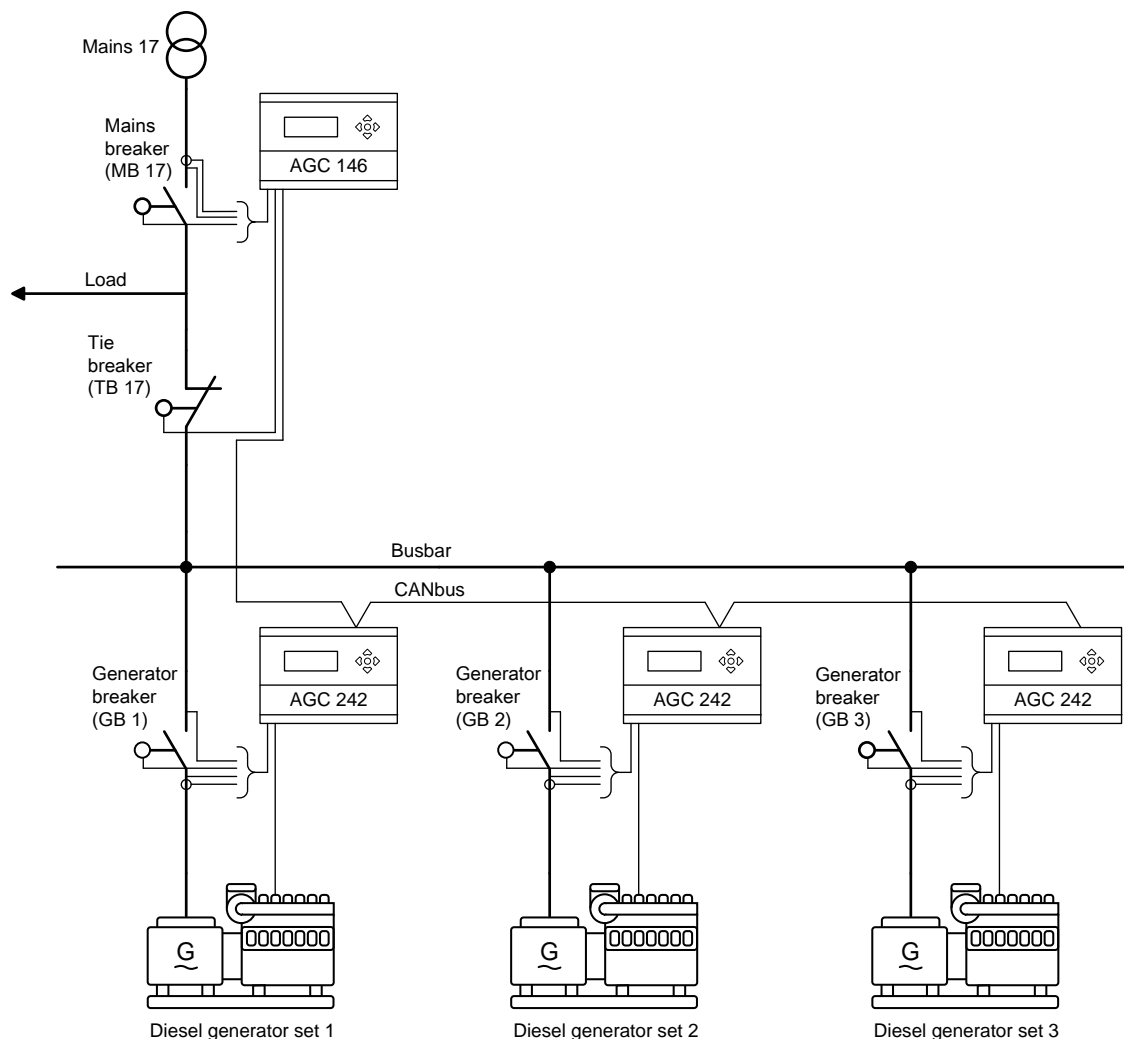 Mains 17
Mains
breaker
(MB 17)
AGC 146
Load
Tie
breaker
(TB 17)
Busbar
CANbus
Generator
breaker
(GB 1)
AGC 242
Generator
breaker
(GB 2)
AGC 242
Generator
breaker
(GB 3)
AGC 242
G
G
G
Diesel generator set 1
Diesel generator set 2
Diesel generator set 3